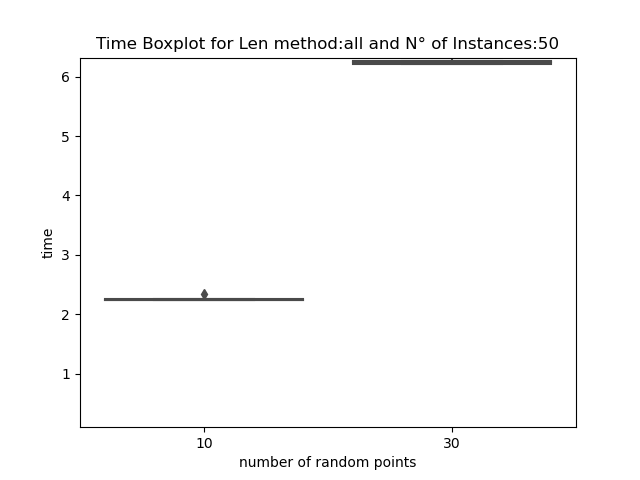 Time Boxplot for Len method:all and N° of Instances:50
6
5
4
3
2
1
time
10
30
number of random points